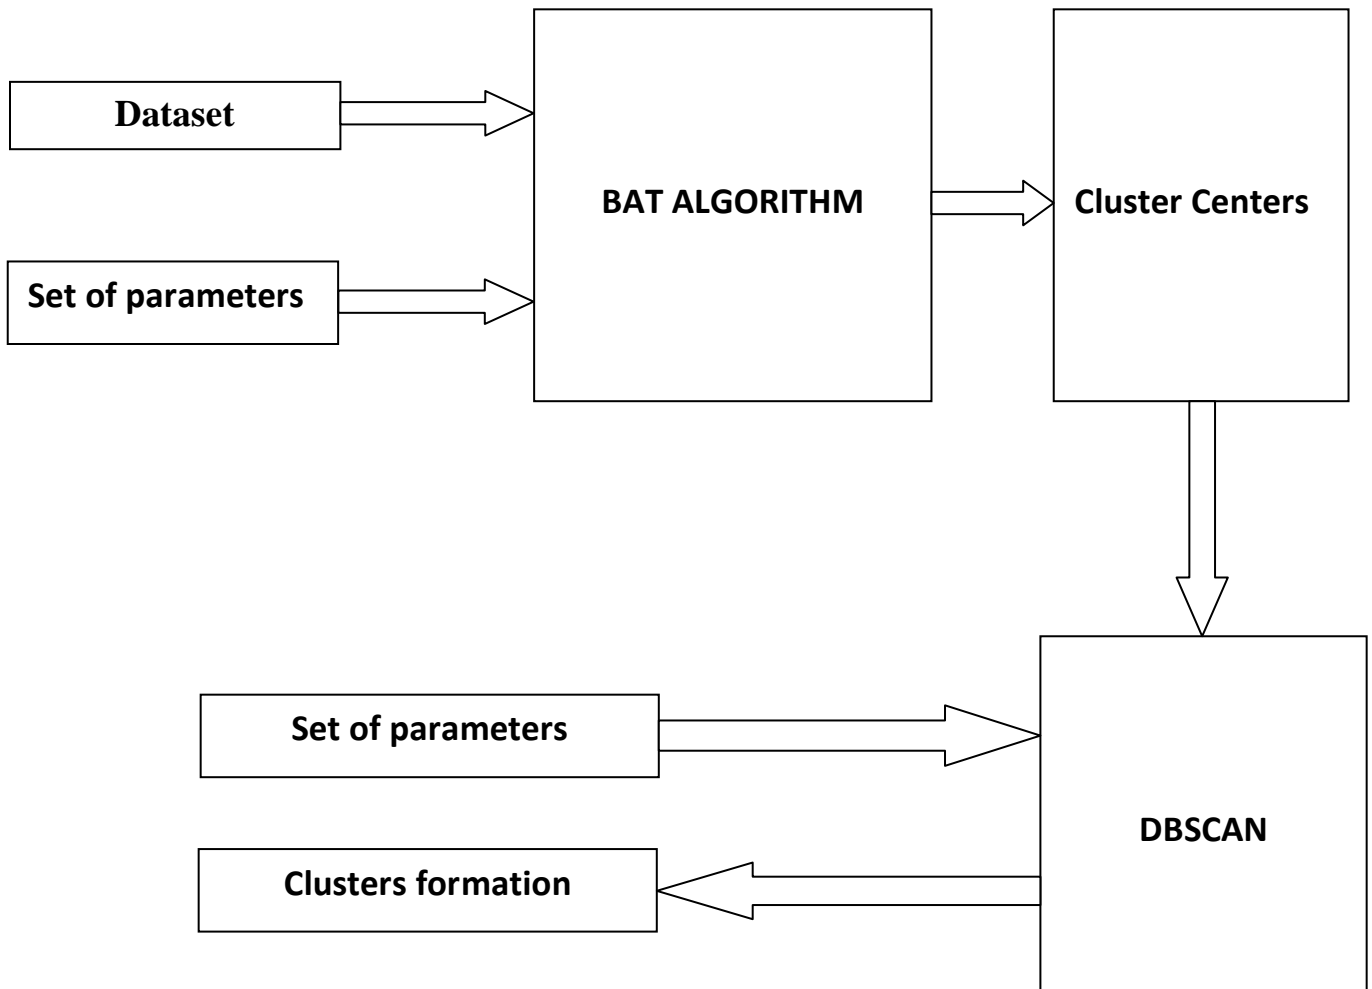 Dataset
BAT ALGORITHM
Cluster Centers
Set of parameters
Set of parameters
DBSCAN
Clusters formation